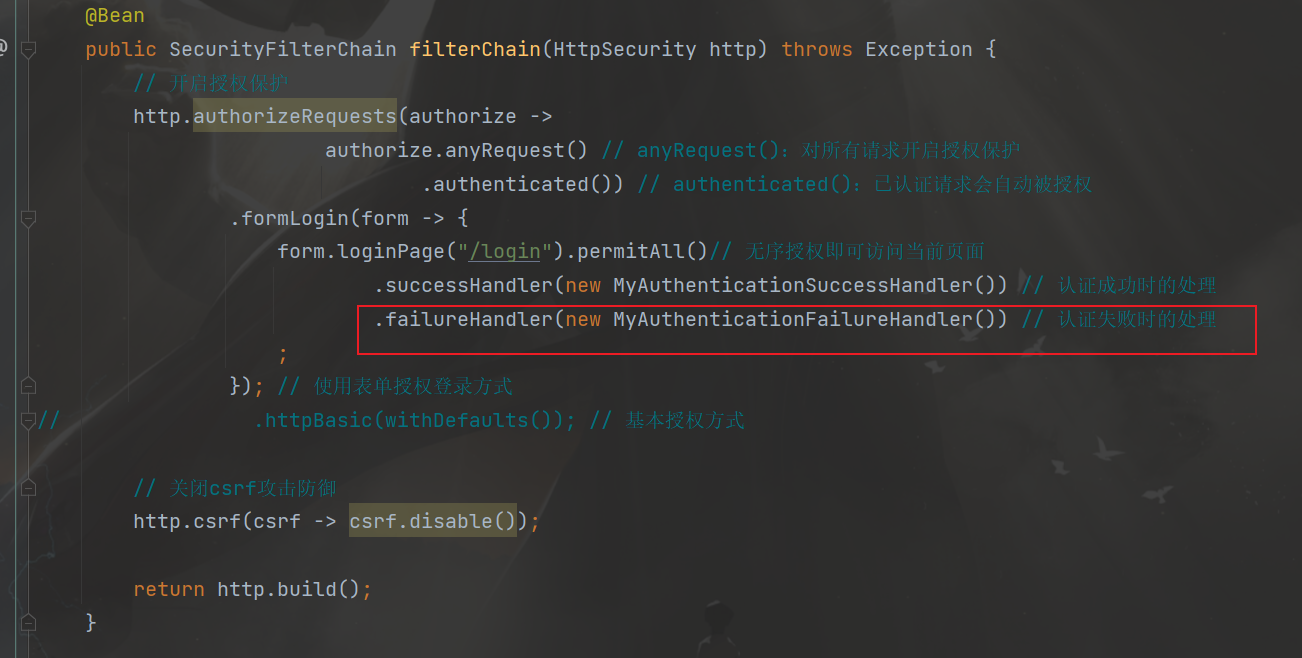 @Bean
public SecurityFilterChain filterChain(HttpSecurity http) throws Exception {
// 开启授权保护
http.authorizeRequests(authorize ->
authorize.anyRequest() // anyRequest()：对所有请求开启授权保护
.authenticated()) // authenticated()：已认证请求会自动被授权
.formLogin(form -> {
form.loginPage("/login").permitAll()// 无序授权即可访问当前页面
.successHandler(new MyAuthenticationSuccessHandler()) // 认证成功时的处理
.failureHandler(new MyAuthenticationFailureHandler()) // 认证失败时的处理
;
}); // 使用表单授权登录方式
// .httpBasic(withDefaults()); // 基本授权方式
// 关闭csrf攻击防御
http.csrf(csrf -> csrf.disable());
return http.build();
}